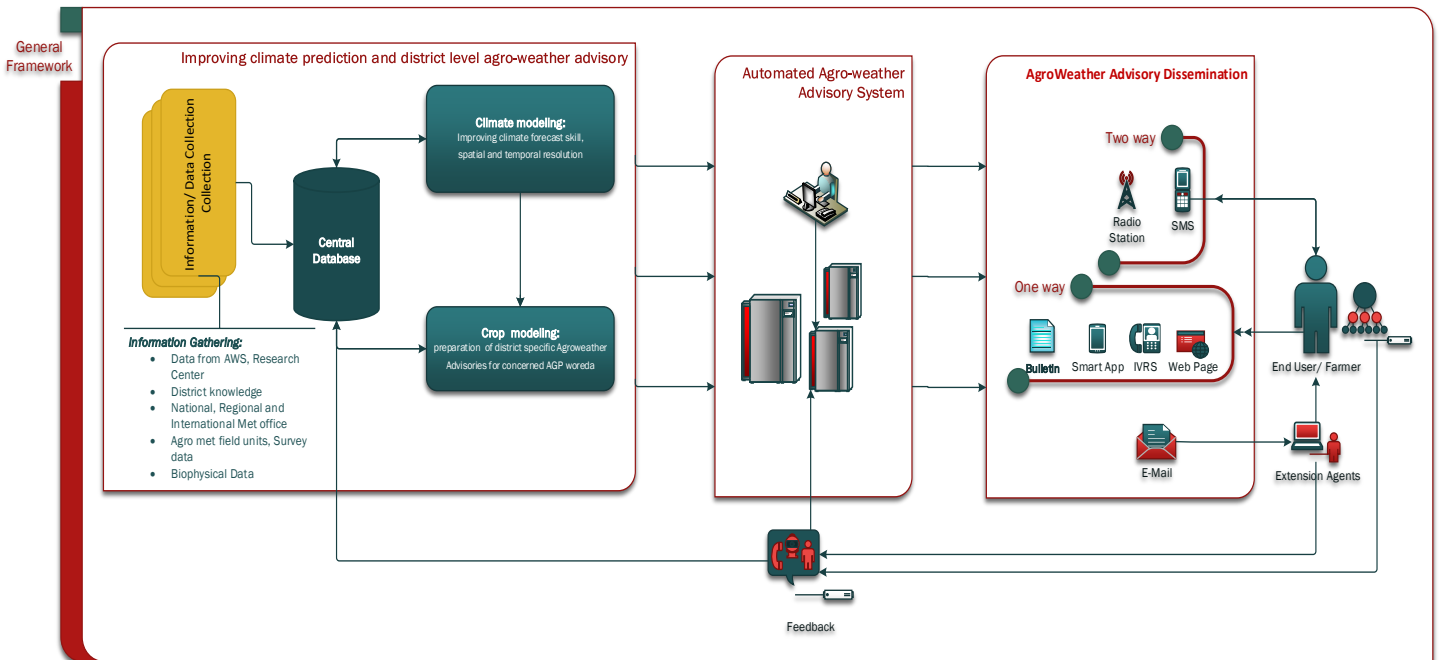 General
Framework
Improving climate prediction and district level agro-weather advisory
Information/ Data Collection
Collection
Central
Database
Climate modeling:
Improving climate forecast skill,
spatial and temporal resolution
Crop modeling:
preparation of district specific Agroweather
Advisories for concerned AGP woreda
Information Gathering:
• Data from AWS, Research
Center
• District knowledge
• National, Regional and
International Met office
• Agro met field units, Survey
data
• Biophysical Data
Automated Agro-weather
Advisory System
AgroWeather Advisory Dissemination
Two way
Radio
Station
SMS
One way
Bulletin
Smart App
IVRS
Web Page
End User/ Farmer
E-Mail
Extension Agents
Feedback